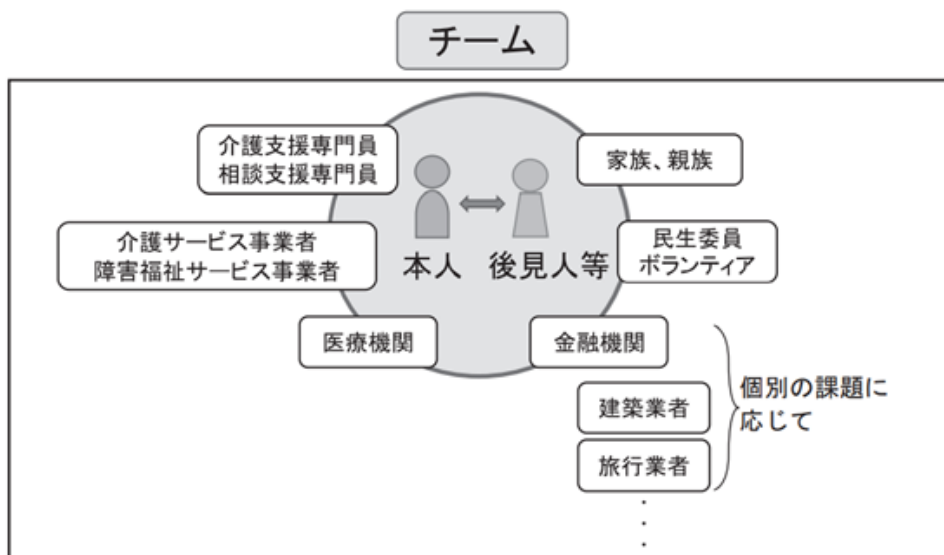 チーム
介護支援専門員
相談支援専門員
家族、親族
介護サービス事業者
障害福祉サービス事業者
民生委員
ボランティア
本人
後見人等
医療機関
金融機関
建築業者
旅行業者
個別の課題に
応じて